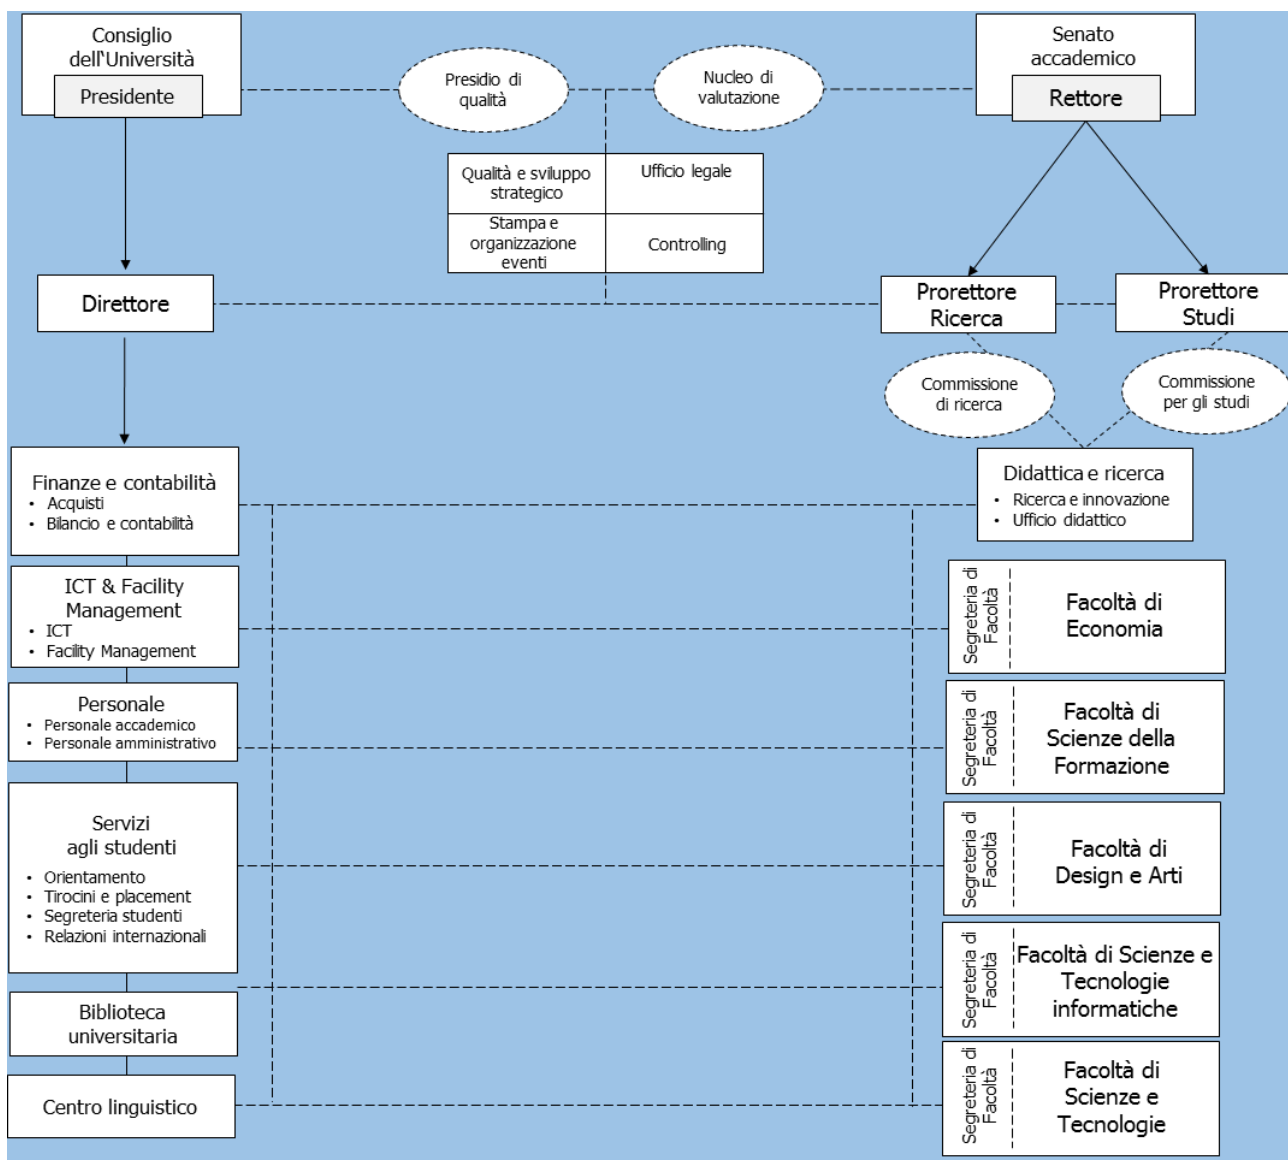 Consiglio
dell'Università
Presidente
Presidio di
qualità
Nucleo di
valutazione
Senato
accademico
Rettore
Qualità e sviluppo
strategico
Ufficio legale
Stampa e
organizzazione
eventi
Controlling
Direttore
Prorettore
Ricerca
Prorettore
Studi
Commissione
di ricerca
Commissione
per gli studi
Finanze e contabilità
• Acquisti
• Bilancio e contabilità
Didattica e ricerca
• Ricerca e innovazione
• Ufficio didattico
ICT & Facility
Management
• ICT
• Facility Management
Segreteria di
Facoltà
Facoltà di
Economia
Personale
• Personale accademico
• Personale amministrativo
Segreteria di
Facoltà
Facoltà di
Scienze della
Formazione
Servizi
agli studenti
• Orientamento
• Tirocini e placement
• Segreteria studenti
• Relazioni internazionali
Segreteria di
Facoltà
Facoltà di
Design e Arti
Segreteria di
Facoltà
Facoltà di Scienze e
Tecnologie
informatiche
Biblioteca
universitaria
Centro linguistico
Segreteria di
Facoltà
Facoltà di
Scienze e
Tecnologie